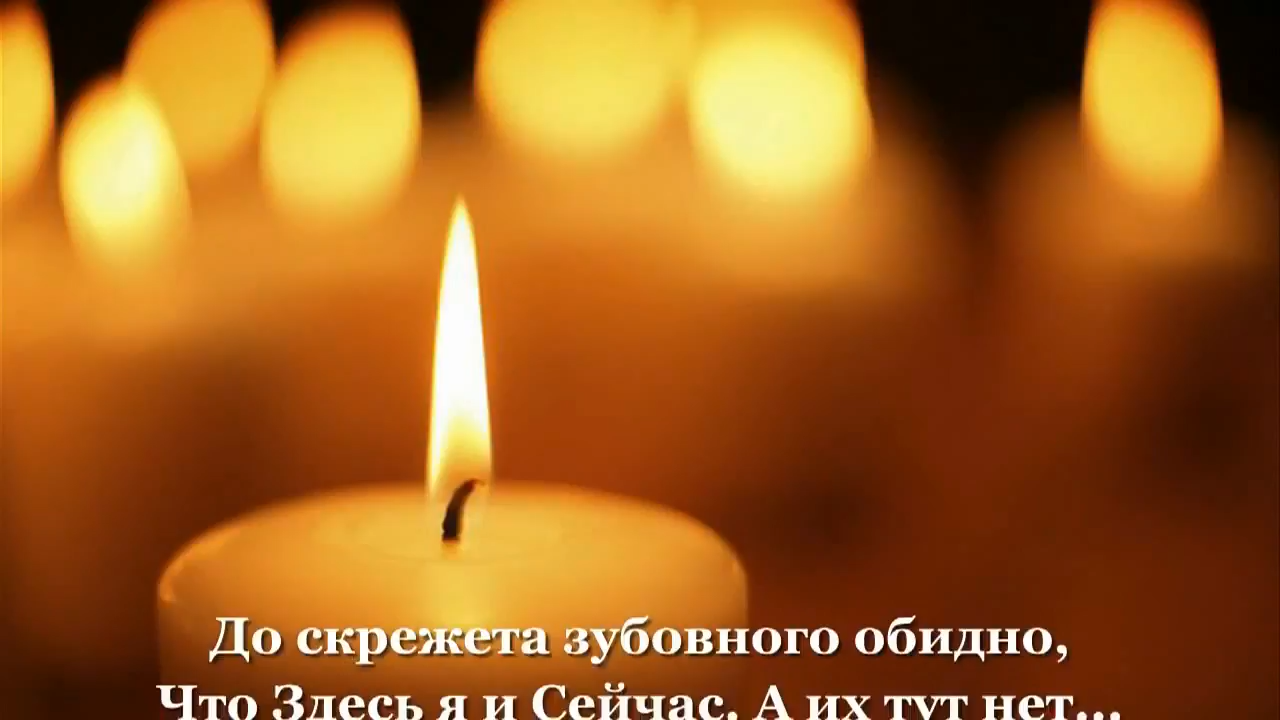 До скрежета зубовного обидно,
Что Здесь я и Сейчас. А их тут нет...